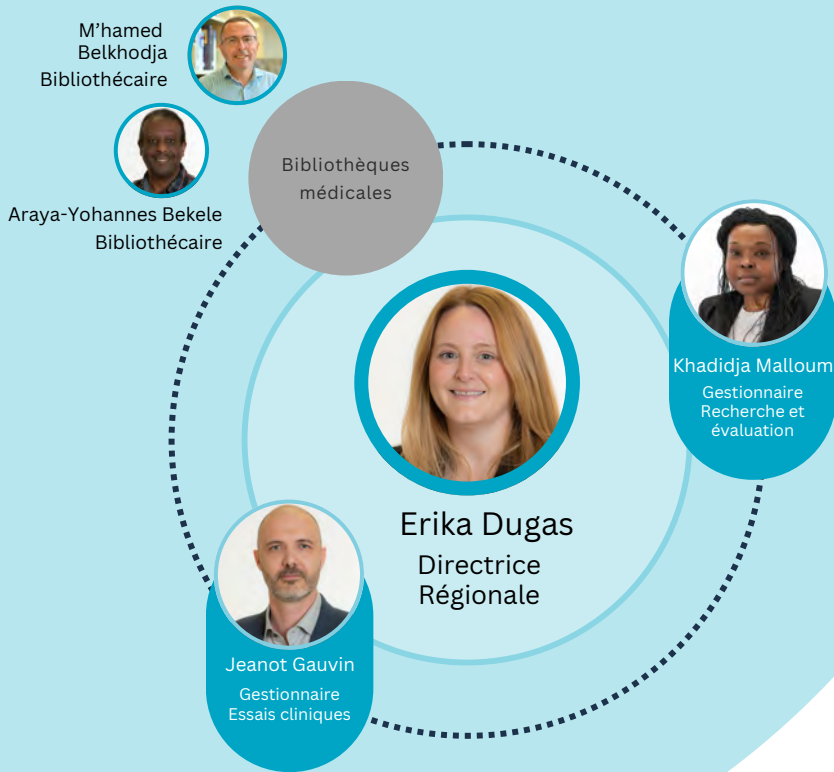 M’hamed
Belkhodja
Bibliothécaire
Bibliothèques
médicales
Araya-Yohannes Bekele
Bibliothécaire
Khadidja Malloum
Gestionnaire
Recherche et
évaluation
Erika Dugas
Directrice
Régionale
Jeanot Gauvin
Gestionnaire
Essais cliniques